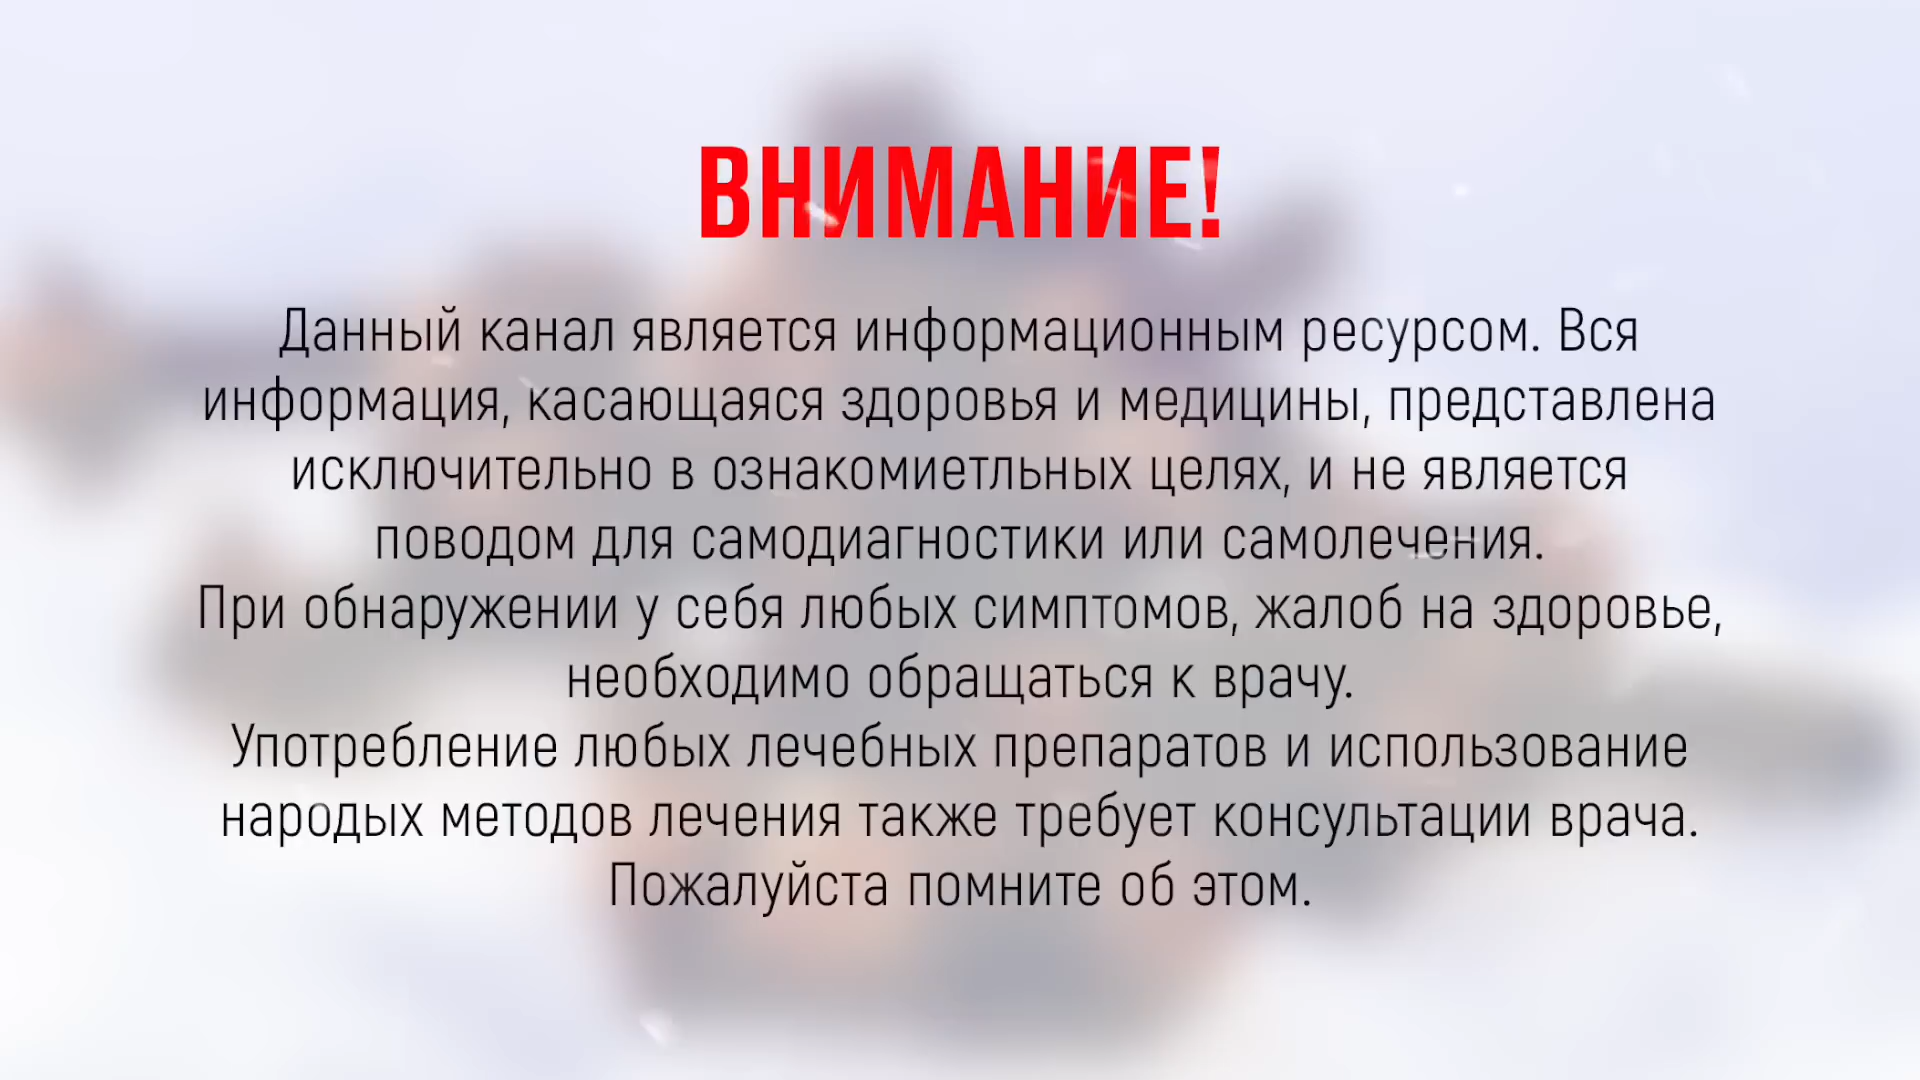 ВНИМАНИЕ!
Данный канал является информационным ресурсом. Вся
информация, касающаяся здоровья и медицины, представлена
исключительно в ознакомиетльных целях, и не является
поводом для самодиагностики или самолечения.
При обнаружении у себя любых симптомов, жалоб на здоровье,
необходимо обращаться к врачу.
Употребление любых лечебных препаратов и использование
народых методов лечения также требует консультации врача.
Пожалуйста помните об этом.